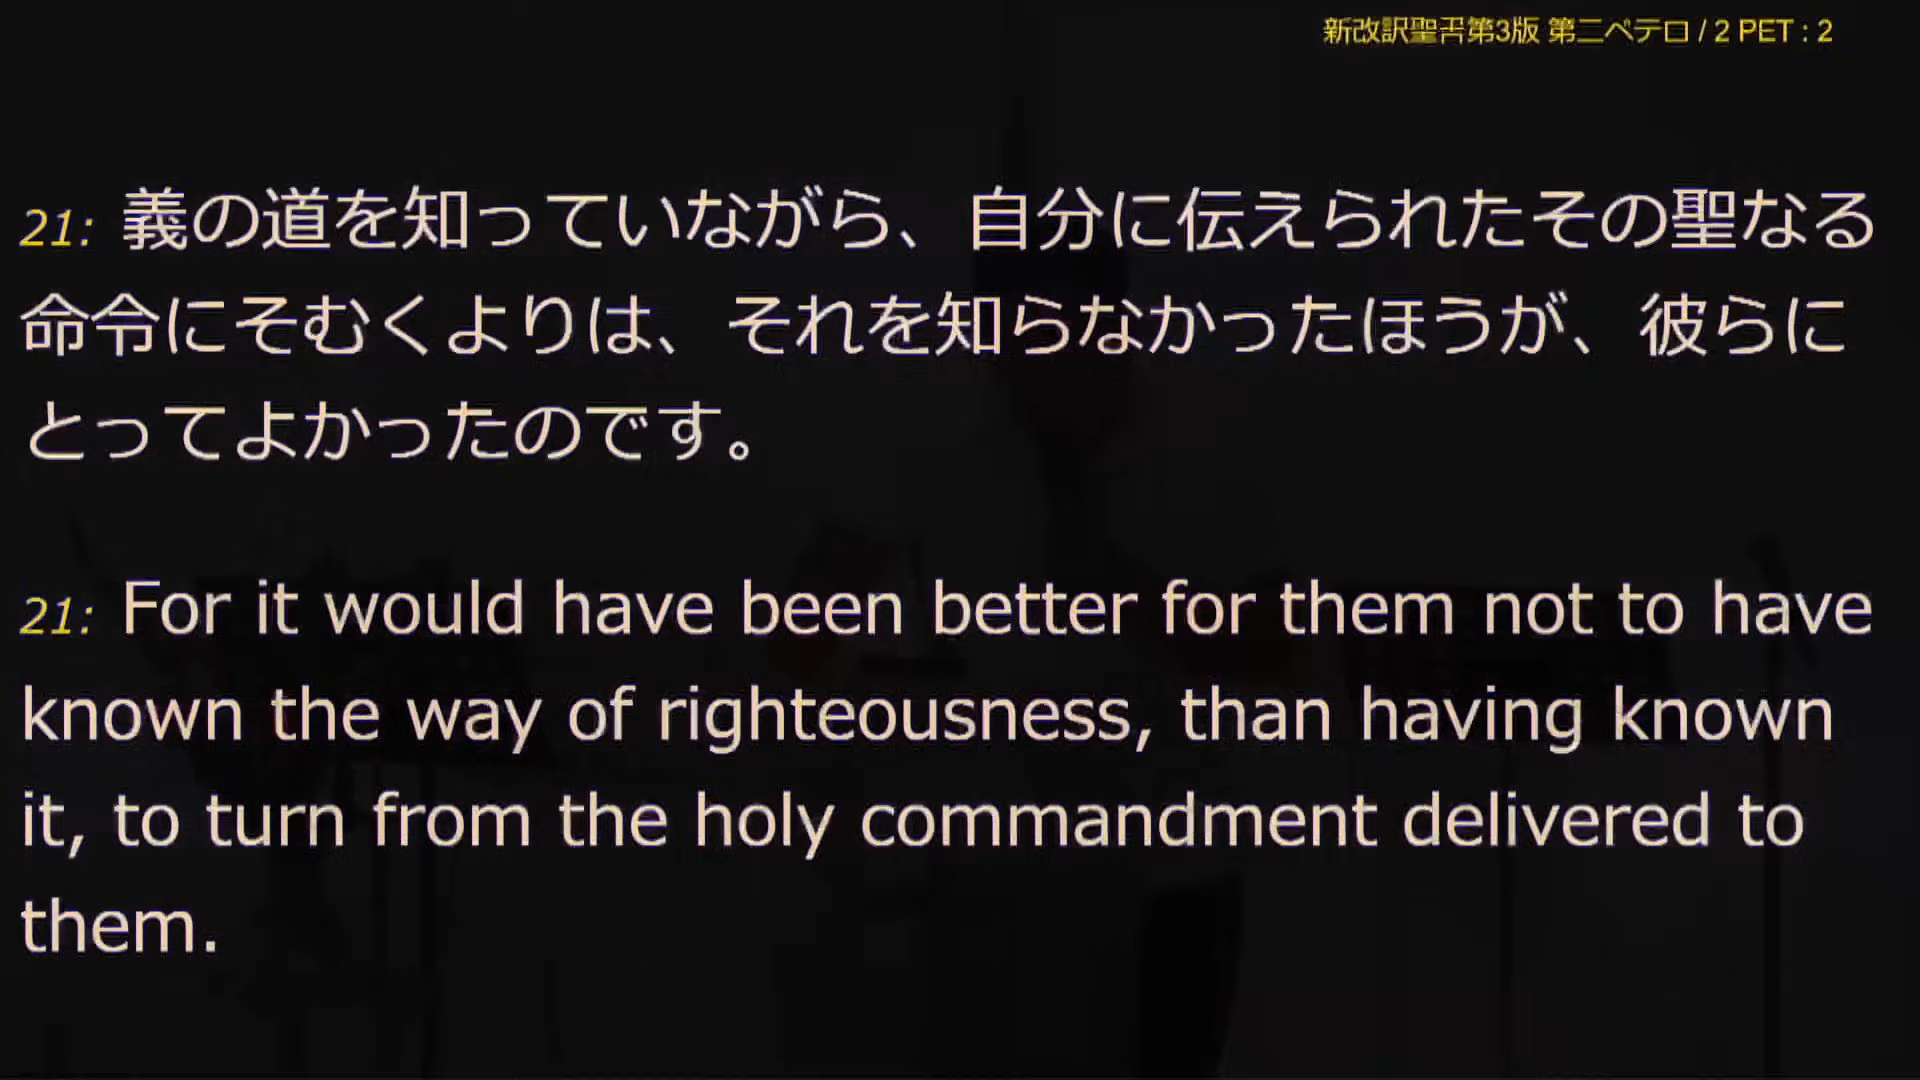 新改訳聖書第3版 第二ペテロ / 2 PET : 2
21: 義の道を知っていながら、自分に伝えられたその聖なる
命令にそむくよりは、それを知らなかったほうが、彼らに
とってよかったのです。
21: For it would have been better for them not to have
known the way of righteousness, than having known
it, to turn from the holy commandment delivered to
them.